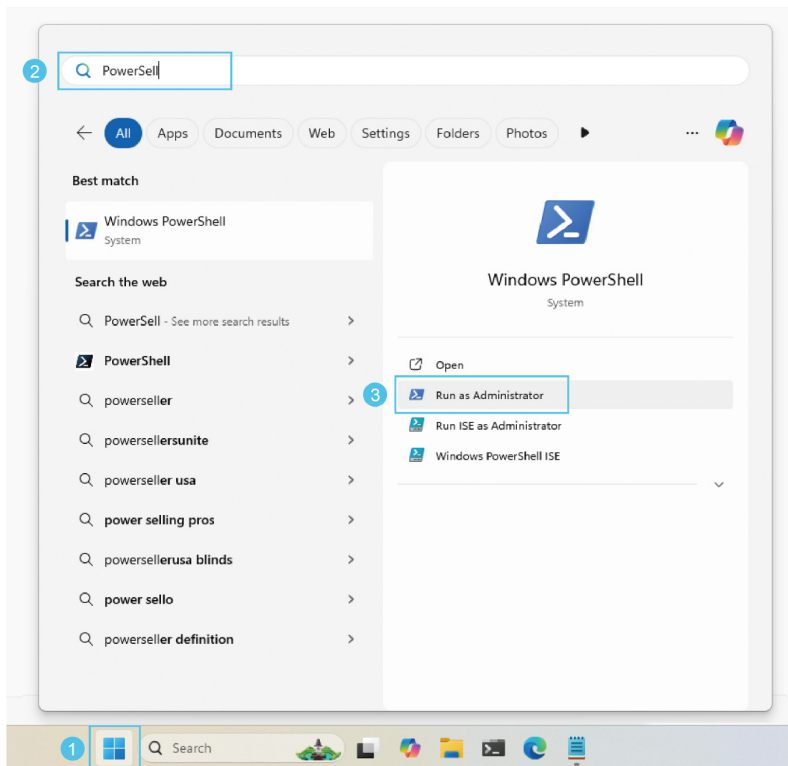 2
PowerSell
All Apps Documents Web Settings Folders Photos ...
Best match
Windows PowerShell
System
Search the web
PowerSell - See more search results
PowerShell
powerseller
powersellersunite
powerseller usa
power selling pros
powersellerusa blinds
power sello
powerseller definition
Windows PowerShell
System
Open
3
Run as Administrator
Run ISE as Administrator
Windows PowerShell ISE
1
Search